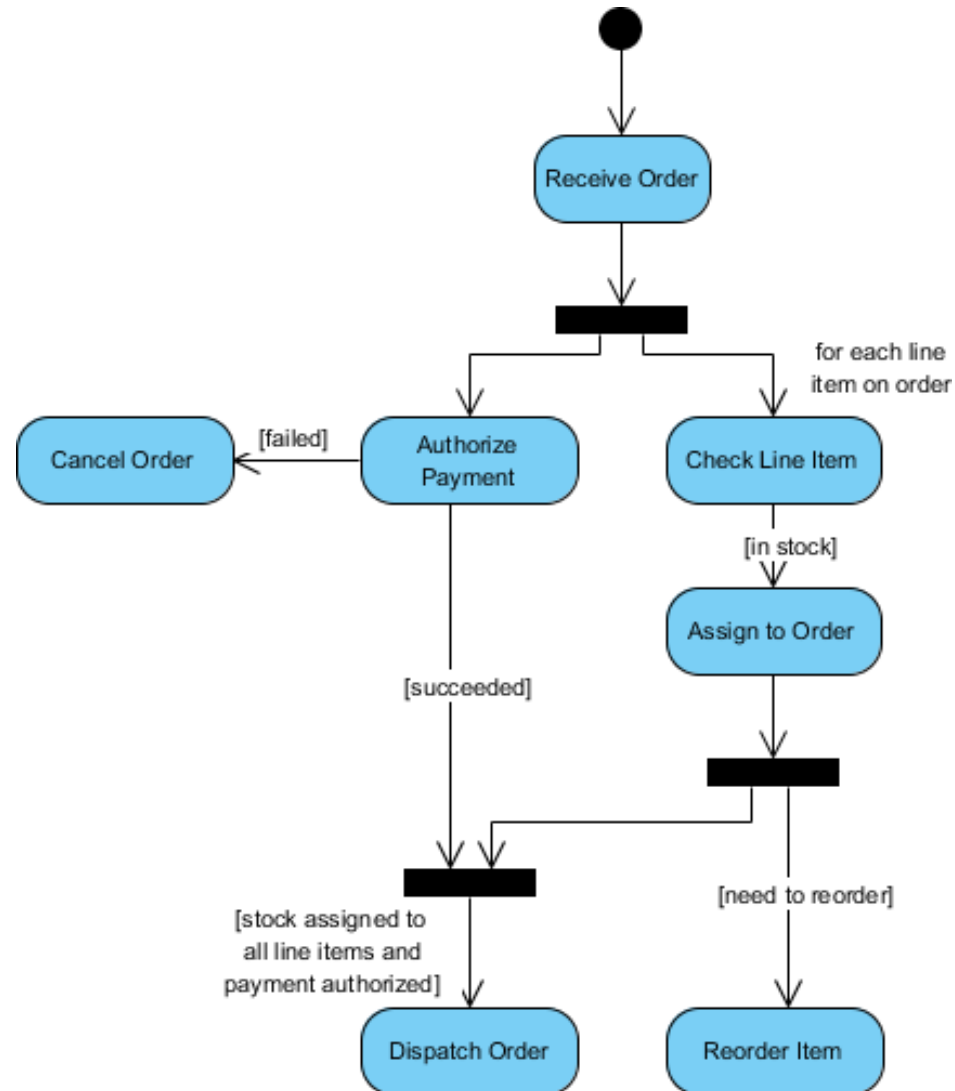 Receive Order
for each line
item on order
Cancel Order
[failed]
Authorize
Payment
Check Line Item
[in stock]
Assign to Order
[succeeded]
[need to reorder]
[stock assigned to
all line items and
payment authorized]
Dispatch Order
Reorder Item